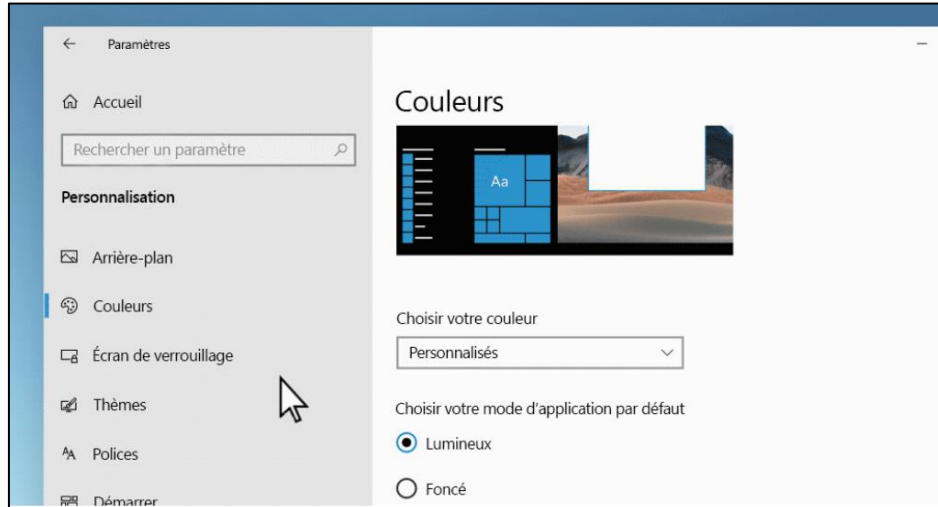 Paramètres
Accueil
Rechercher un paramètre
Personnalisation
Arrière-plan
Couleurs
Écran de verrouillage
Thèmes
Polices
Démarrer
Couleurs
Aa
Choisir votre couleur
Personnalisés
Choisir votre mode d'application par défaut
Lumineux
Foncé